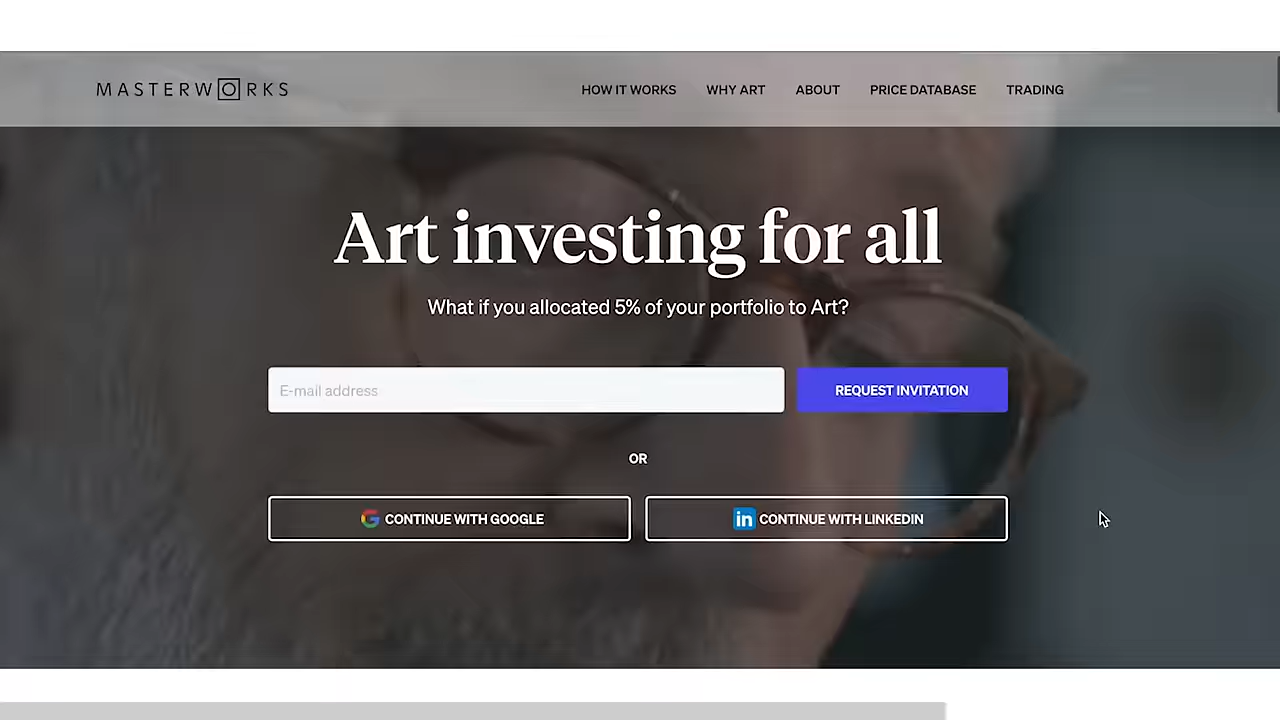 MASTERWORKS
HOW IT WORKS
WHY ART
ABOUT
PRICE DATABASE
TRADING
Art investing for all
What if you allocated 5% of your portfolio to Art?
E-mail address
REQUEST INVITATION
OR
CONTINUE WITH GOOGLE
in CONTINUE WITH LINKEDIN